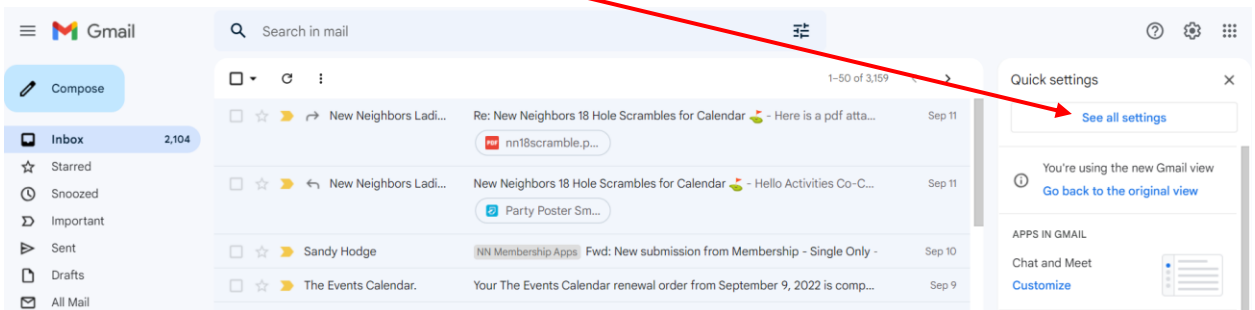 Gmail
Search in mail
Compose
1–50 of 3,159
Quick settings
See all settings
Inbox 2,104
Starred
Snoozed
Important
Sent
Drafts
All Mail
New Neighbors Ladi... Re: New Neighbors 18 Hole Scrambles for Calendar ⛳ - Here is a pdf atta... Sep 11
PDF nn18scramble.p...
New Neighbors Ladi... New Neighbors 18 Hole Scrambles for Calendar ⛳ - Hello Activities Co-C... Sep 11
Party Poster Sm...
Sandy Hodge NN Membership Apps Fwd: New submission from Membership - Single Only - Sep 10
The Events Calendar. Your The Events Calendar renewal order from September 9, 2022 is comp... Sep 9
You're using the new Gmail view
Go back to the original view
APPS IN GMAIL
Chat and Meet
Customize